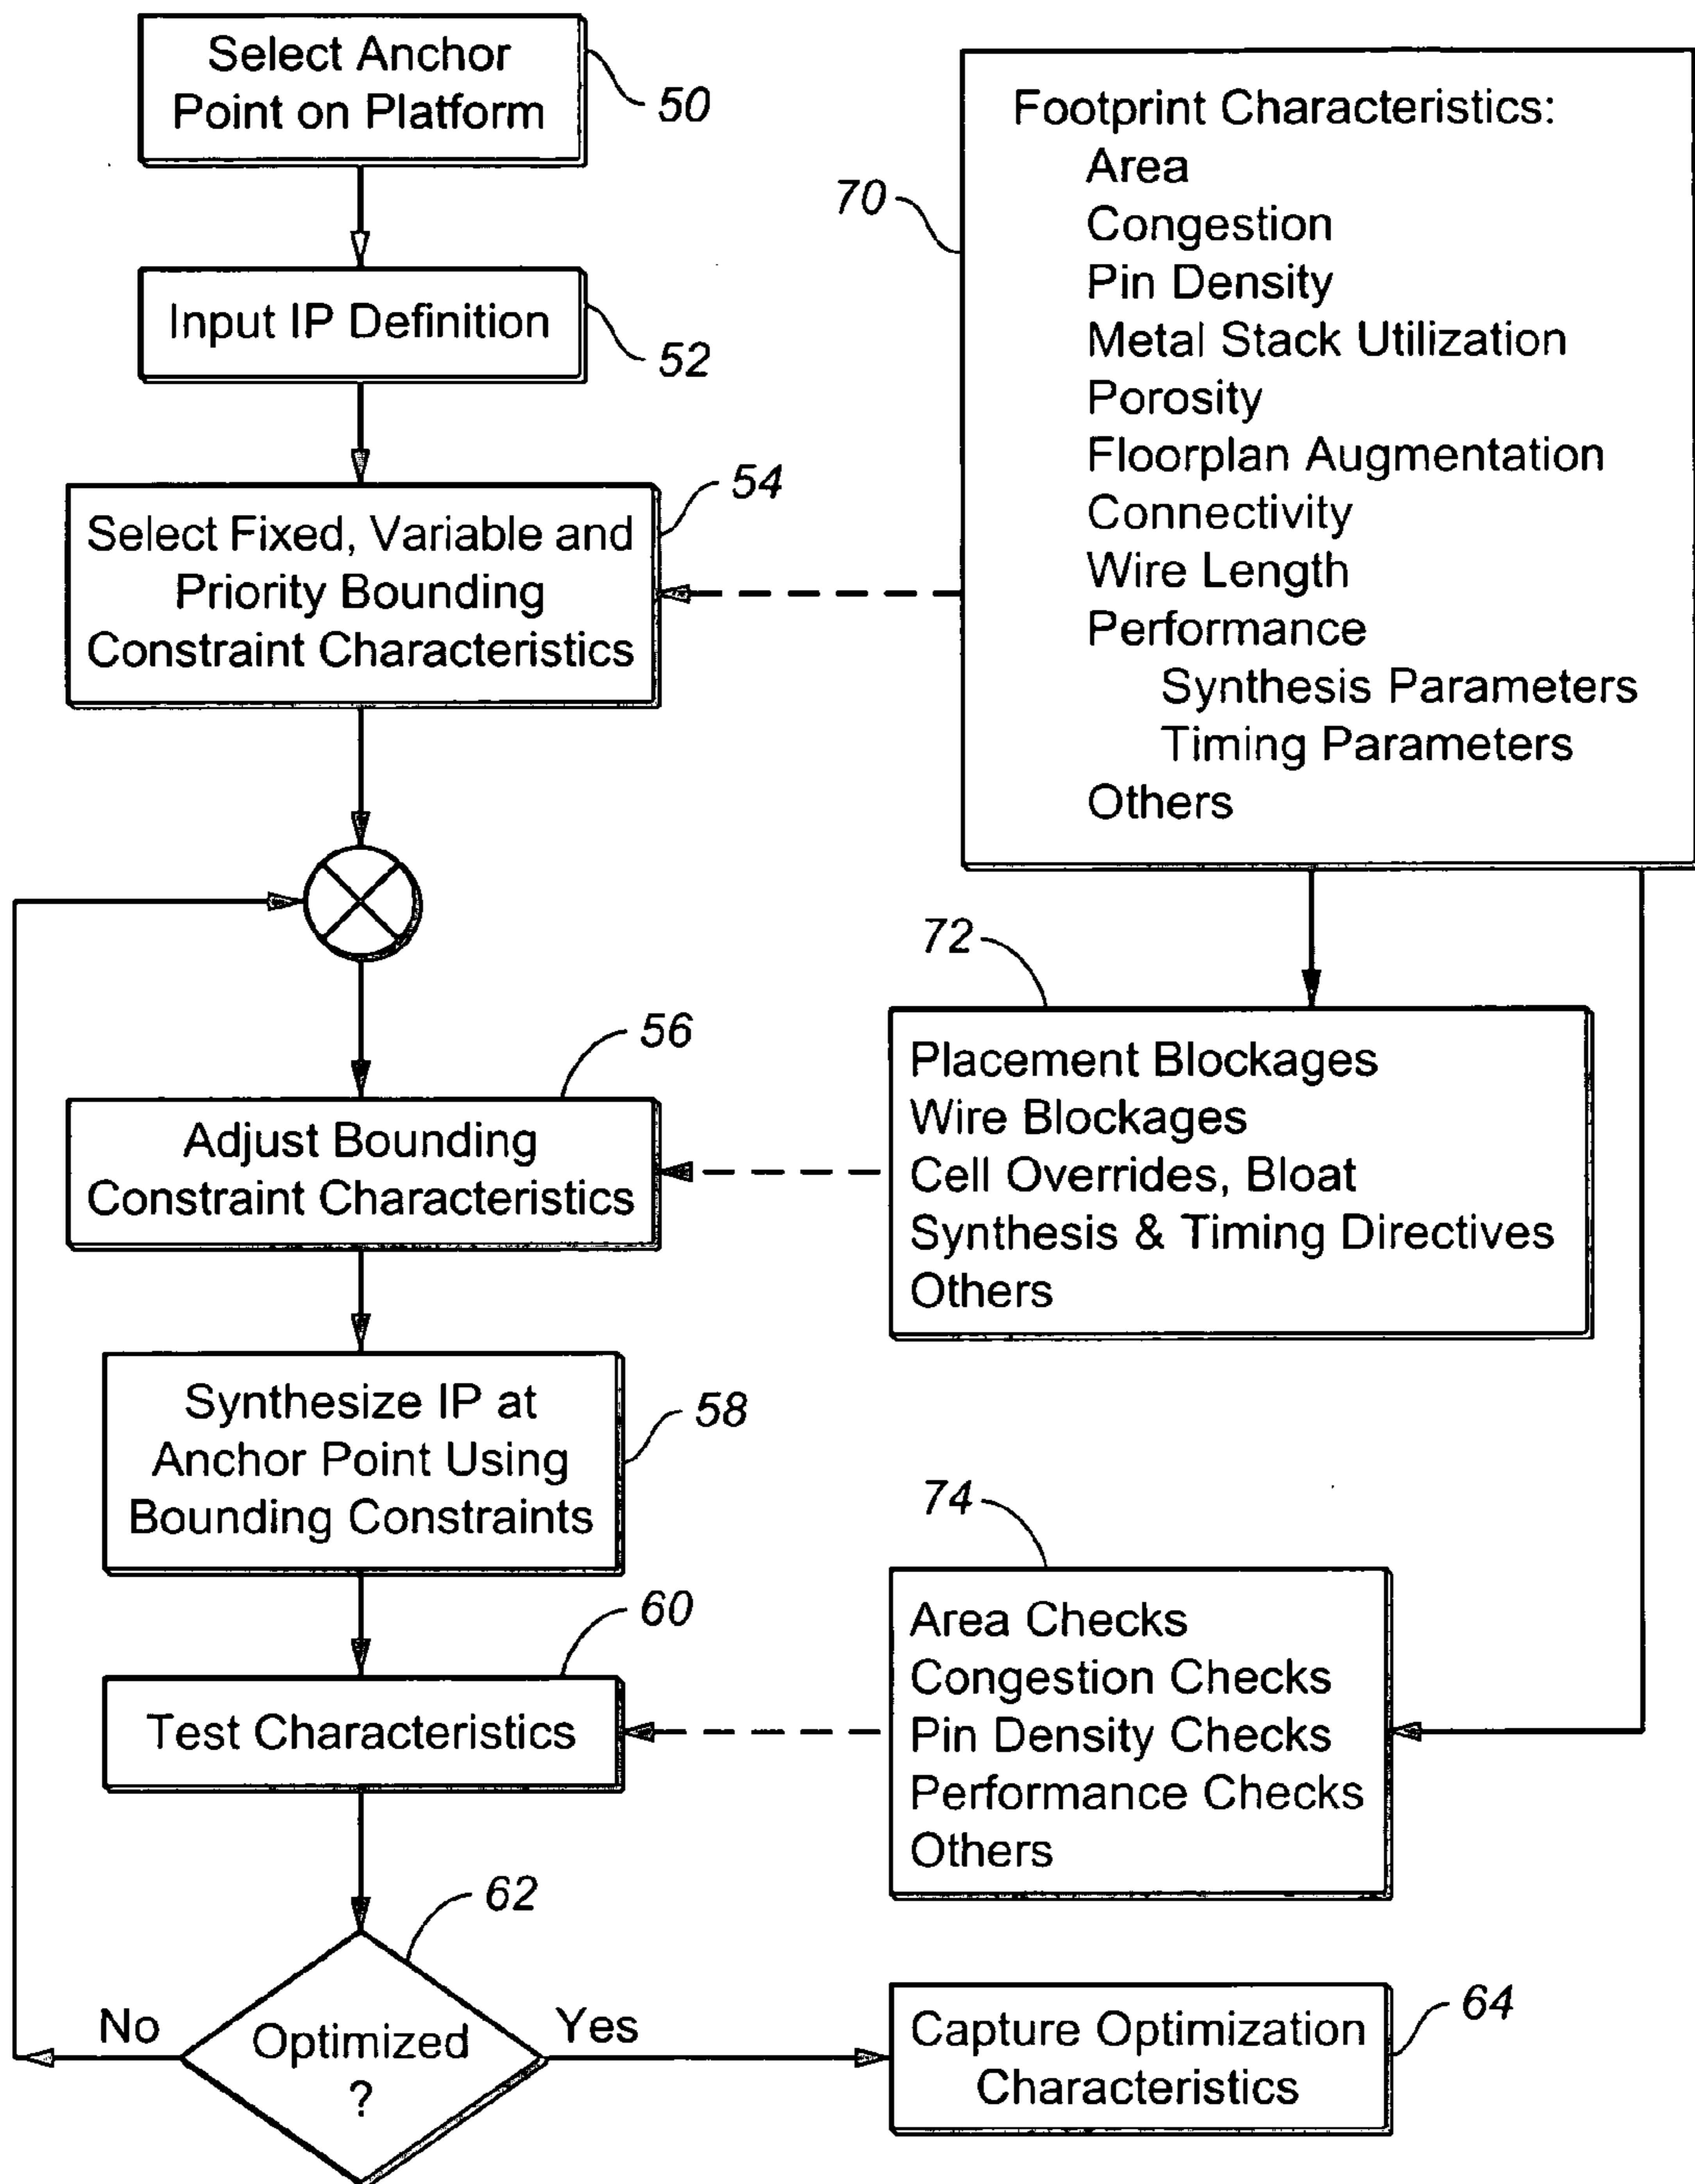 Select Anchor
Point on Platform
50
Input IP Definition
52
Select Fixed, Variable and
Priority Bounding
Constraint Characteristics
54
Footprint Characteristics:
Area
Congestion
Pin Density
Metal Stack Utilization
Porosity
Floorplan Augmentation
Connectivity
Wire Length
Performance
Synthesis Parameters
Timing Parameters
Others
70
72
Placement Blockages
Wire Blockages
Cell Overrides, Bloat
Synthesis & Timing Directives
Others
56
Adjust Bounding
Constraint Characteristics
Synthesize IP at
Anchor Point Using
Bounding Constraints
58
74
Area Checks
Congestion Checks
Pin Density Checks
Performance Checks
Others
60
Test Characteristics
62
Optimized
?
No
Yes
Capture Optimization
Characteristics
64